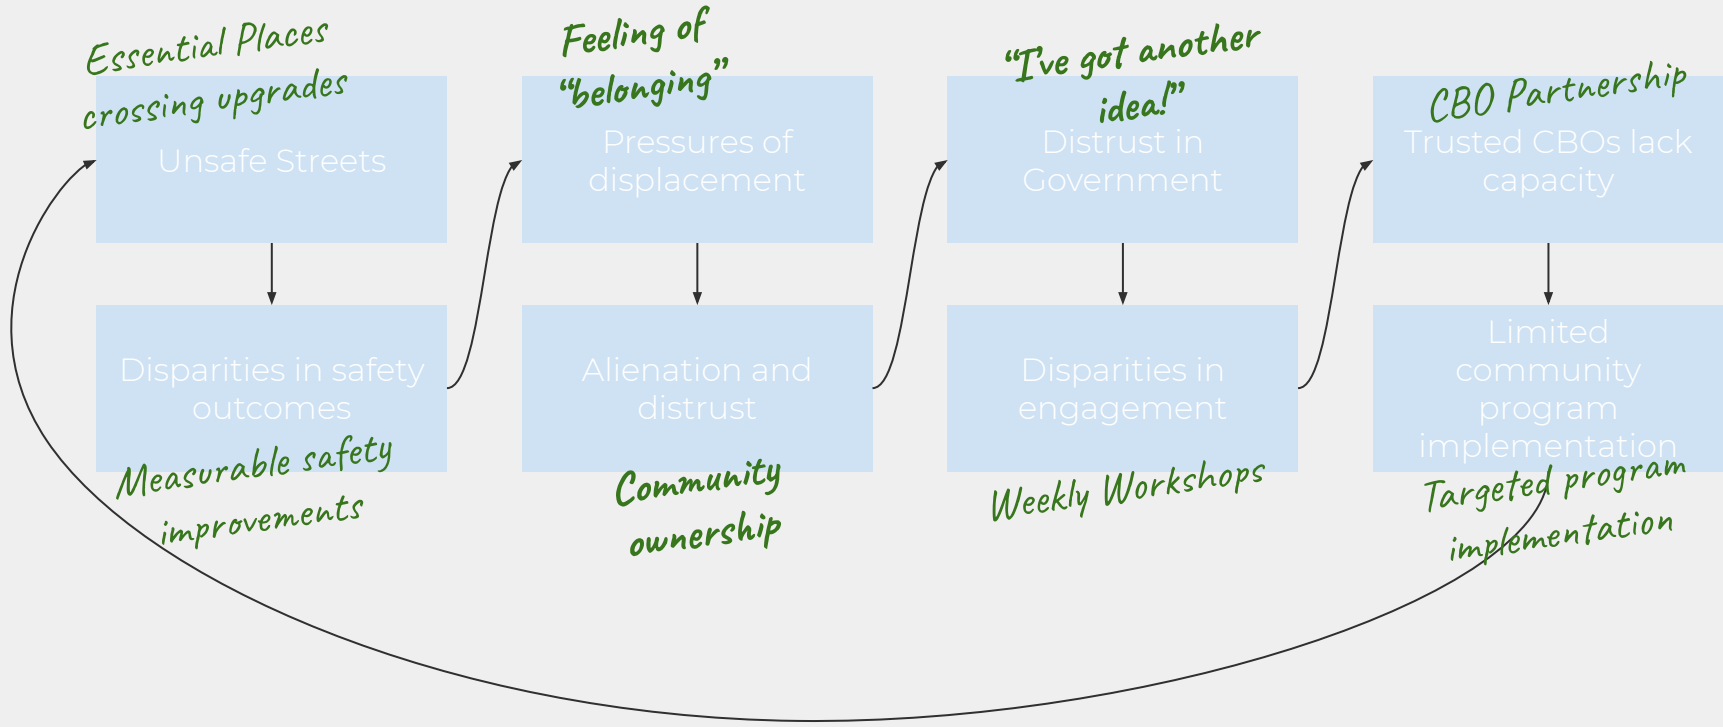 Essential Places
crossing upgrades
Unsafe Streets
Disparities in safety
outcomes
Measurable safety
improvements
Feeling of
“belonging”
Pressures of
displacement
Alienation and
distrust
Community
ownership
“I’ve got another
idea!”
Distrust in
Government
Disparities in
engagement
Weekly Workshops
CBO Partnership
Trusted CBOs lack
capacity
Limited
community
program
implementation
Targeted program
implementation